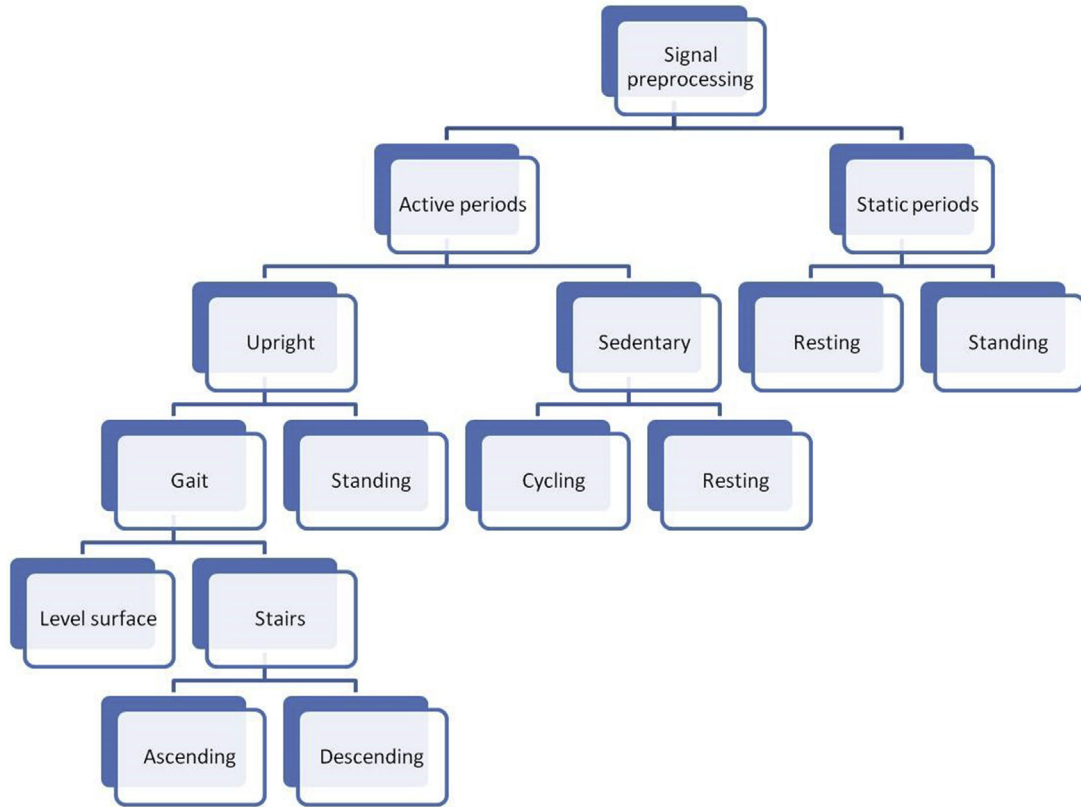 Signal
preprocessing
Active periods
Static periods
Upright
Sedentary
Resting
Standing
Gait
Standing
Cycling
Resting
Level surface
Stairs
Ascending
Descending